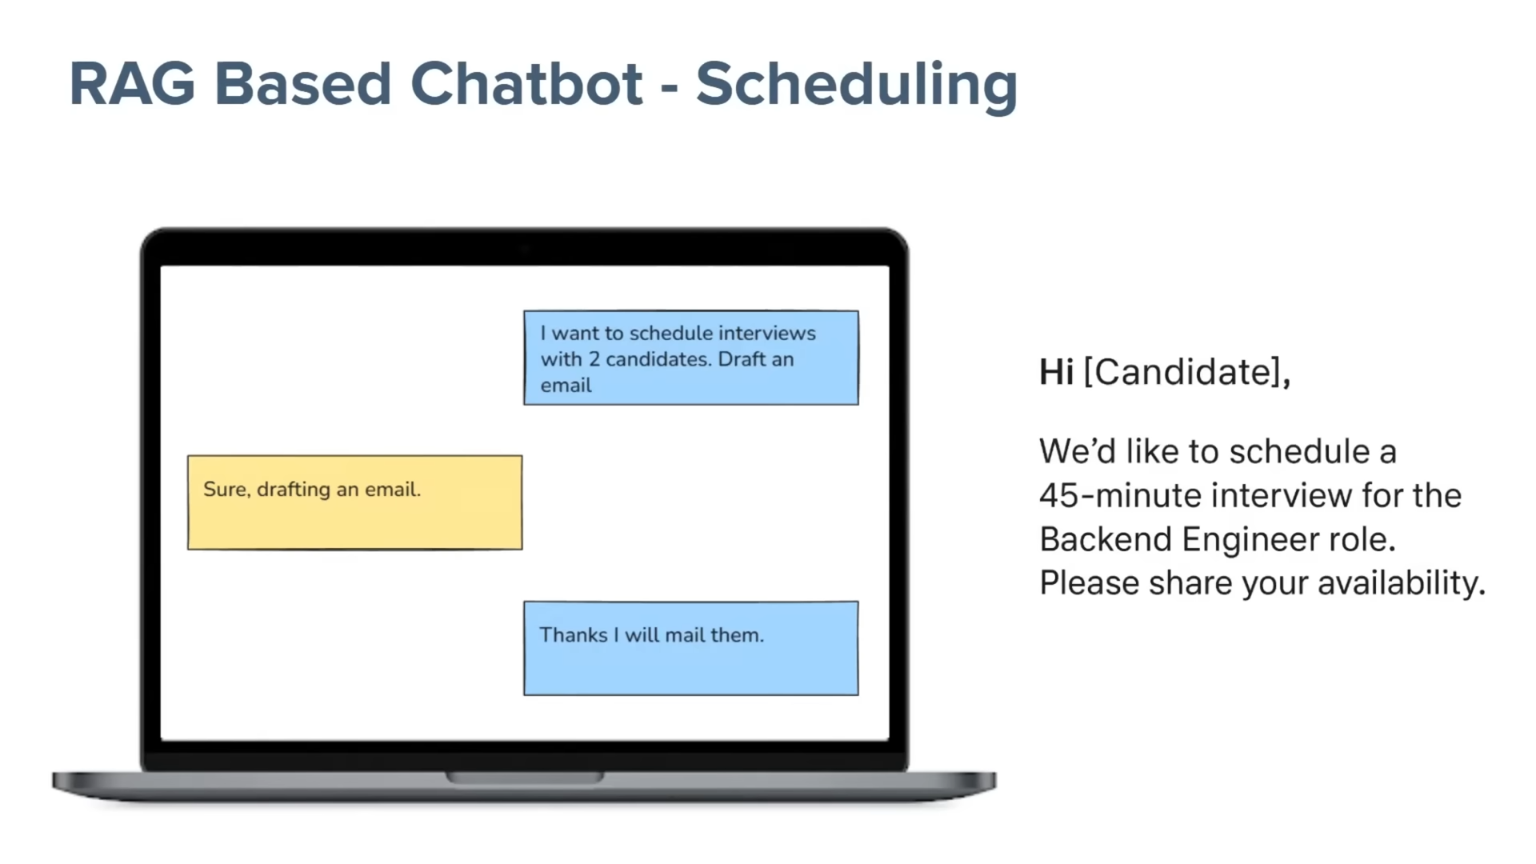 RAG Based Chatbot - Scheduling
I want to schedule interviews
with 2 candidates. Draft an
email
Sure, drafting an email.
Thanks I will mail them.
Hi [Candidate],
We’d like to schedule a
45-minute interview for the
Backend Engineer role.
Please share your availability.